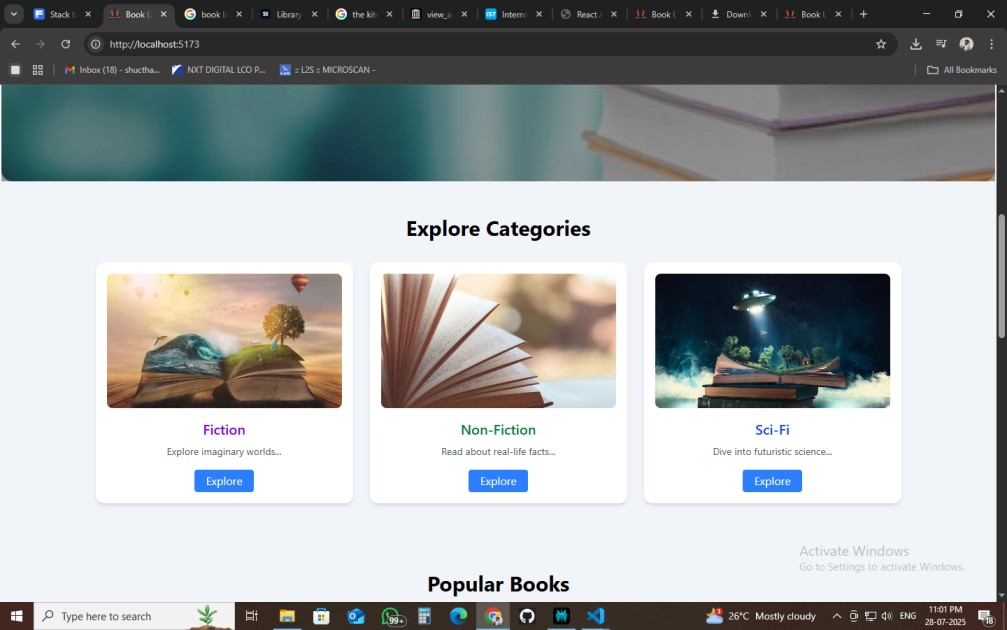 Stack
Book L
book li
Library
the kit
view_a
Intern
React
Book L
Downl
Book L
http://localhost:5173
Inbox (18) - shuctha...
NXT DIGITAL LCO P...
:: L2S :: MICROSCAN -
All Bookmarks
Explore Categories
Fiction
Non-Fiction
Sci-Fi
Explore imaginary worlds...
Read about real-life facts...
Dive into futuristic science...
Explore
Explore
Explore
Activate Windows
Go to Settings to activate Windows.
Popular Books
Type here to search
99+
26°C Mostly cloudy
ENG
11:01 PM
28-07-2025
18